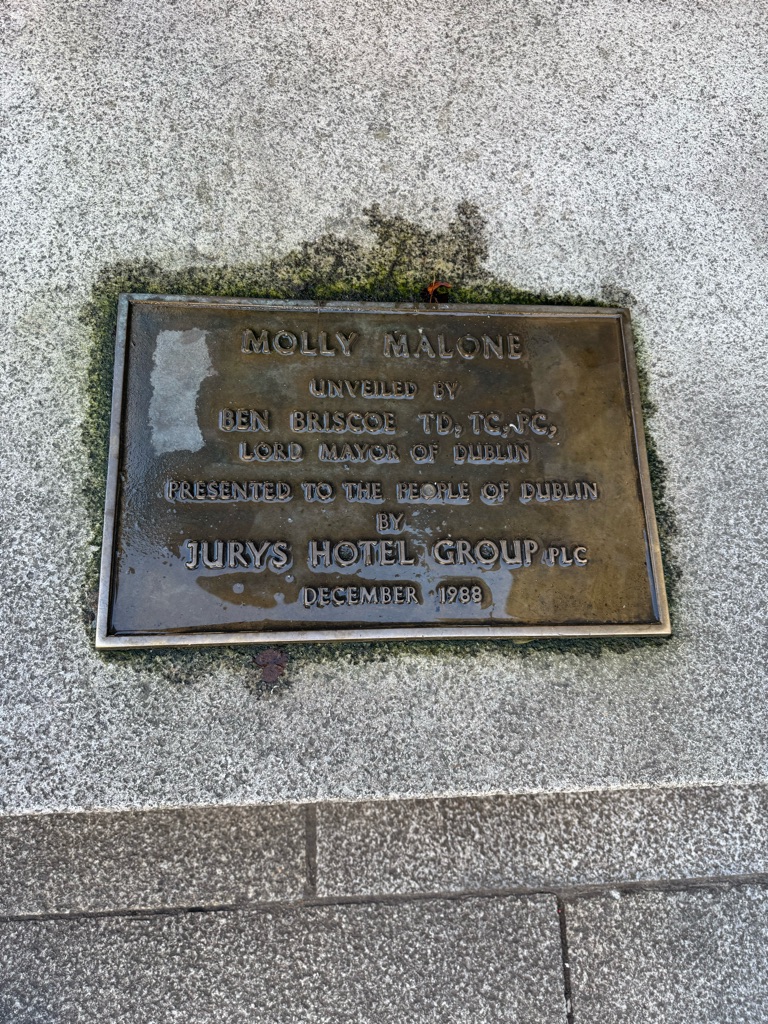 MOLLY MALONE
UNVEILED BY
BEN BRISCOE TD, TC, PC,
LORD MAYOR OF DUBLIN
PRESENTED TO THE PEOPLE OF DUBLIN
BY
JURYS HOTEL GROUP PLC
DECEMBER 1988